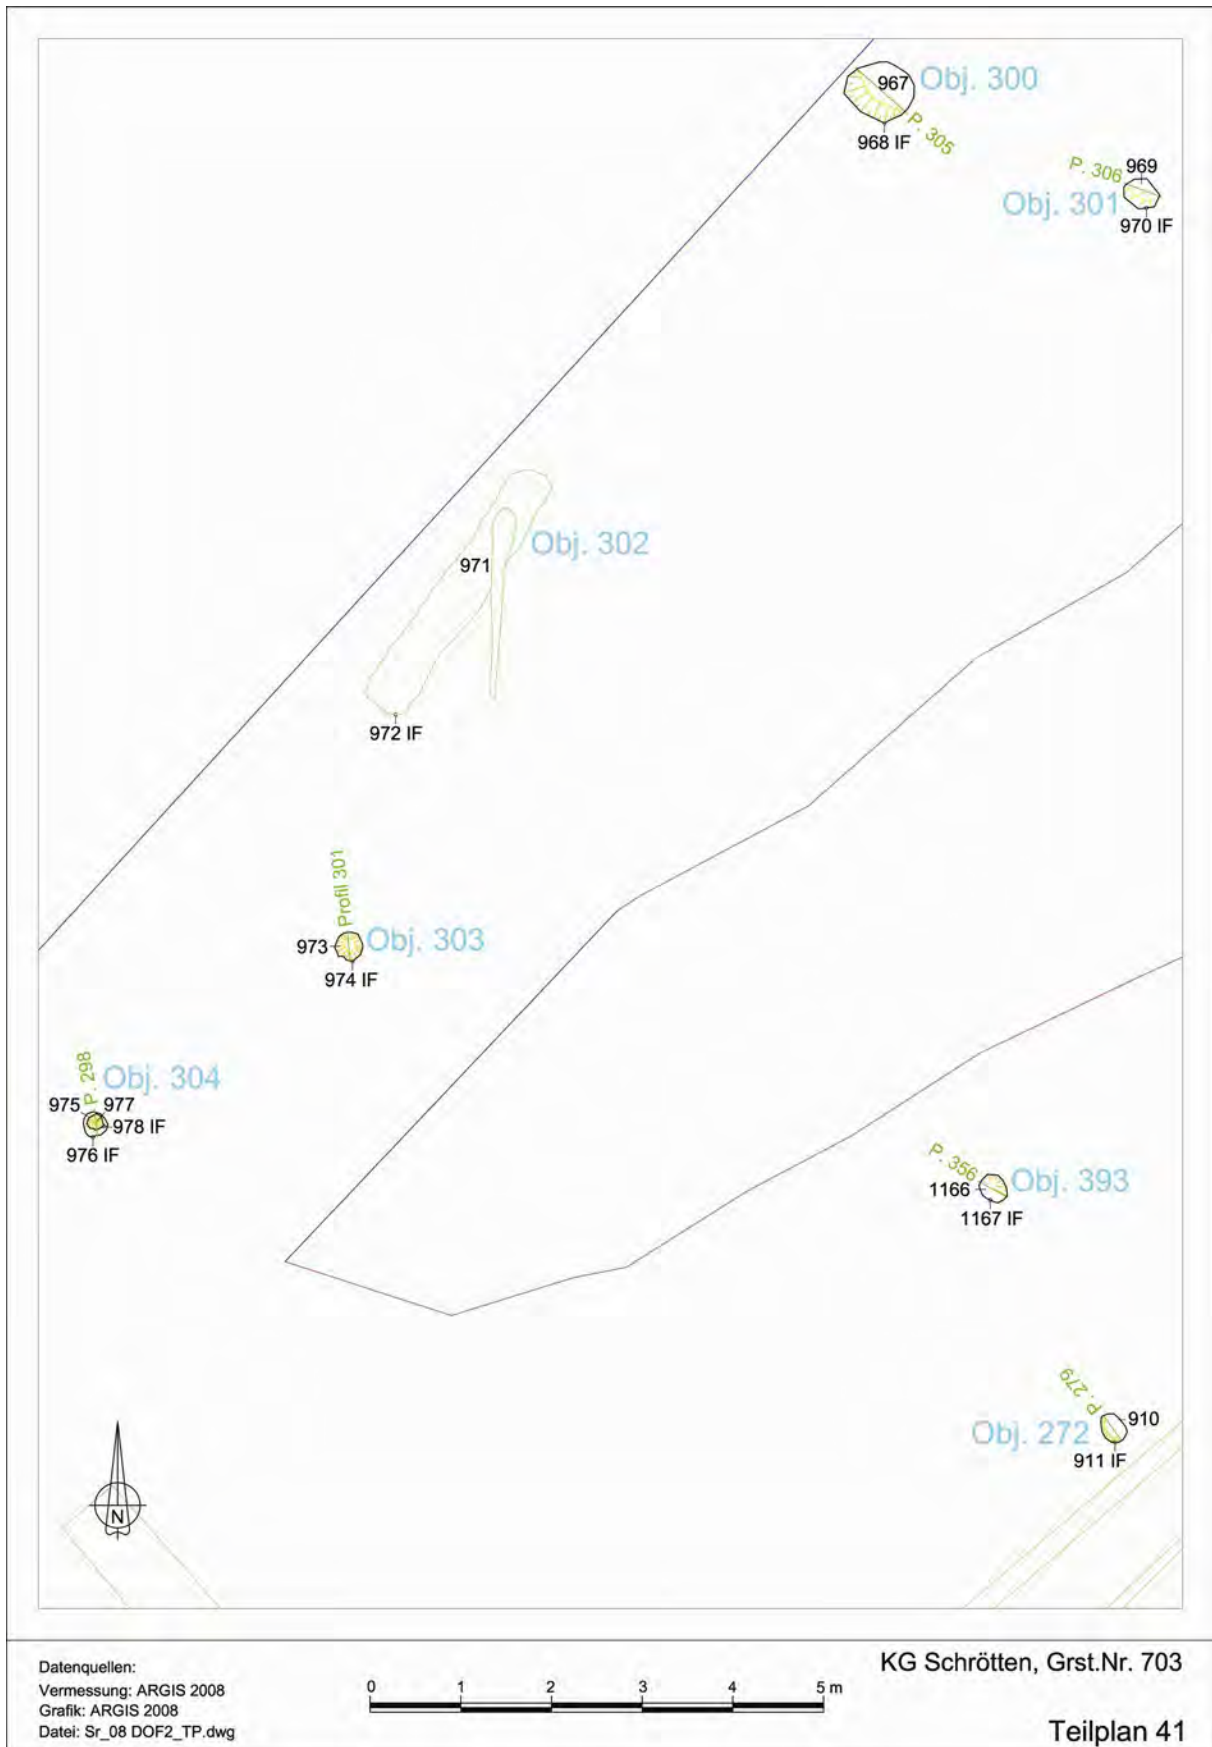 967
Obj. 300
968 IF
P. 305
P. 306
969
Obj. 301
970 IF
Obj. 302
971
972 IF
Profil 301
973
Obj. 303
974 IF
P. 298
Obj. 304
975
977
978 IF
976 IF
P. 356
1166
Obj. 393
1167 IF
P. 279
910
Obj. 272
911 IF
N
Datenquellen:
Vermessung: ARGIS 2008
Grafik: ARGIS 2008
Datei: Sr_08 DOF2_TP.dwg
0 1 2 3 4 5 m
KG Schrötten, Grst.Nr. 703
Teilplan 41